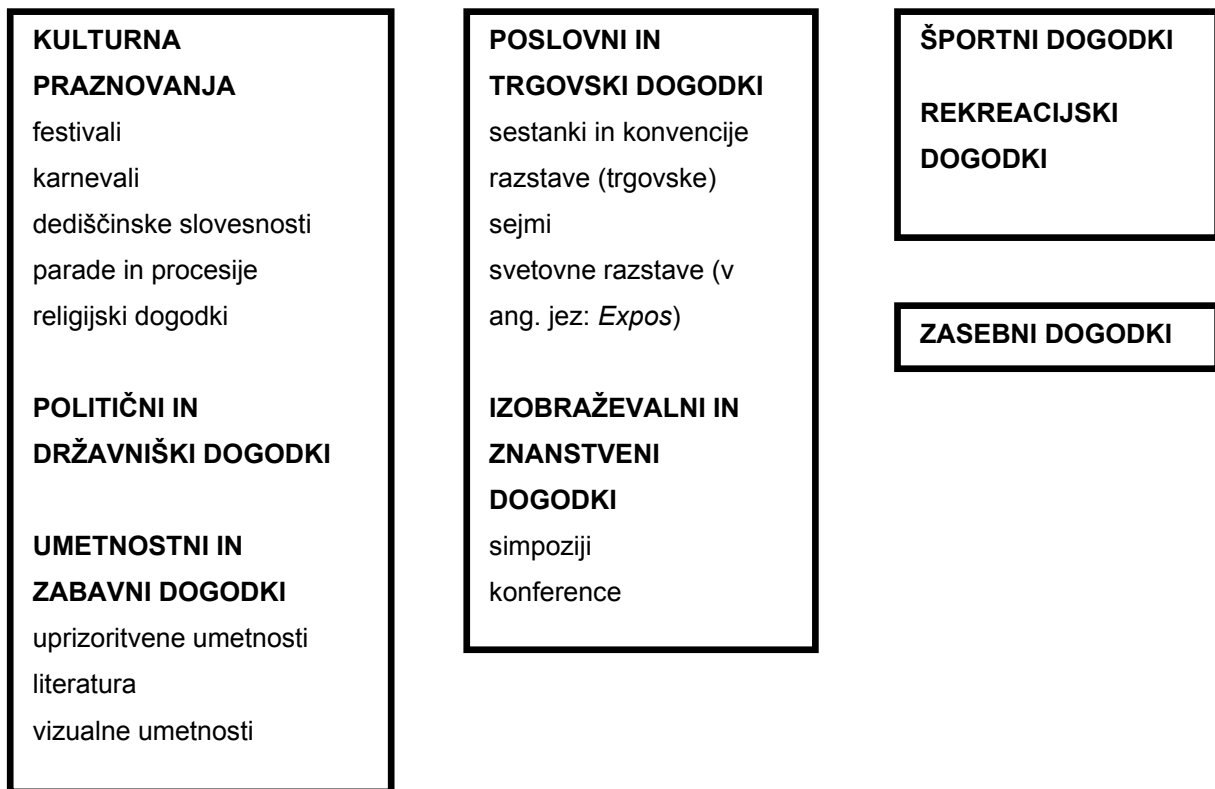 KULTURNA
PRAZNOVANJA
festivali
karnevali
dediščinske slovesnosti
parade in procesije
religijski dogodki
POLITIČNI IN
DRŽAVNIŠKI DOGODKI
UMETNOSTNI IN
ZABAVNI DOGODKI
uprizoritvene umetnosti
literatura
vizualne umetnosti
POSLOVNI IN
TRGOVSKI DOGODKI
sestanki in konvencije
razstave (trgovske)
sejmi
svetovne razstave (v
ang. jez: Expos)
IZOBRAŽEVALNI IN
ZNANSTVENI
DOGODKI
simpoziji
konference
ŠPORTNI DOGODKI
REKREACIJSKI
DOGODKI
ZASEBNI DOGODKI